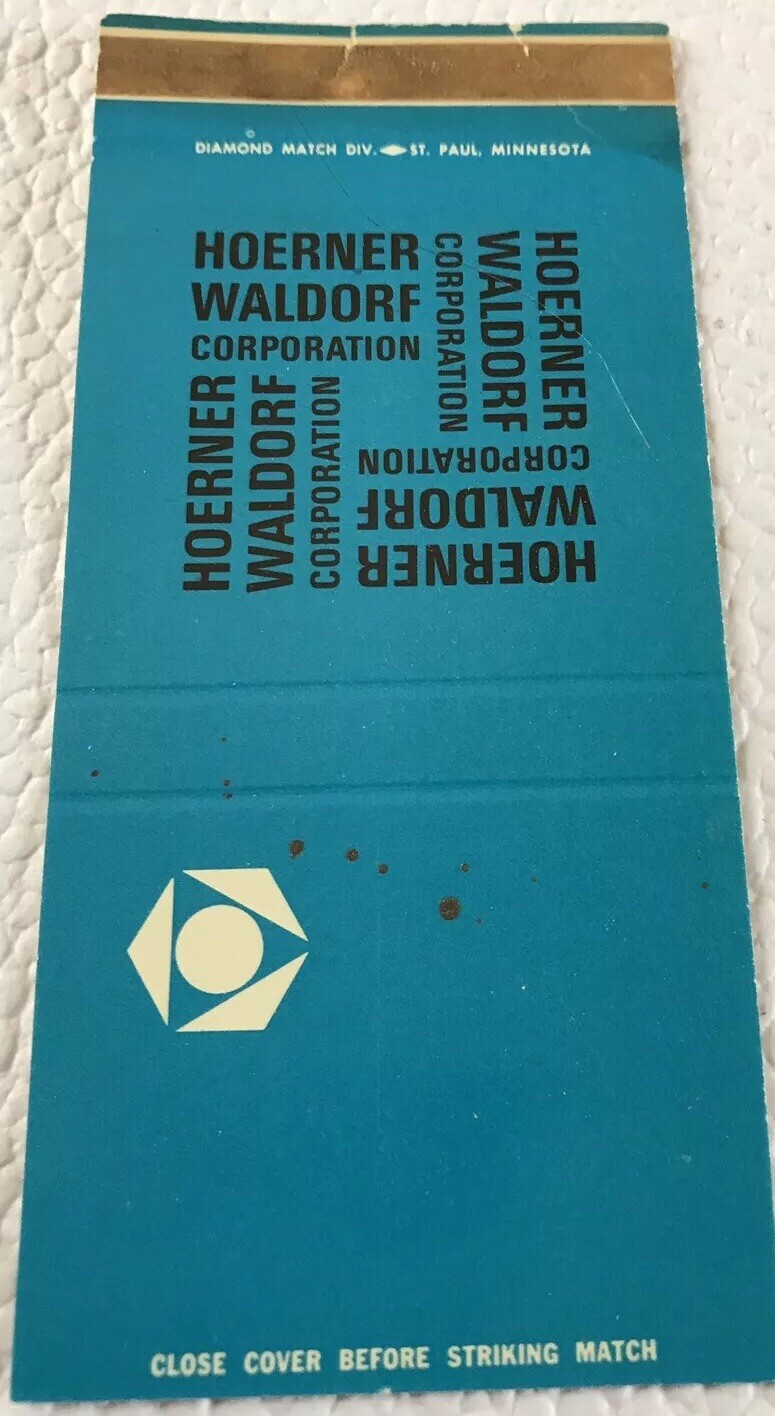 DIAMOND MATCH DIV. ST. PAUL, MINNESOTA
HOERNER
WALDORF
CORPORATION
HOERNER
WALDORF
CORPORATION
HOERNER
WALDORF
CORPORATION
HOERNER
WALDORF
CORPORATION
CLOSE COVER BEFORE STRIKING MATCH